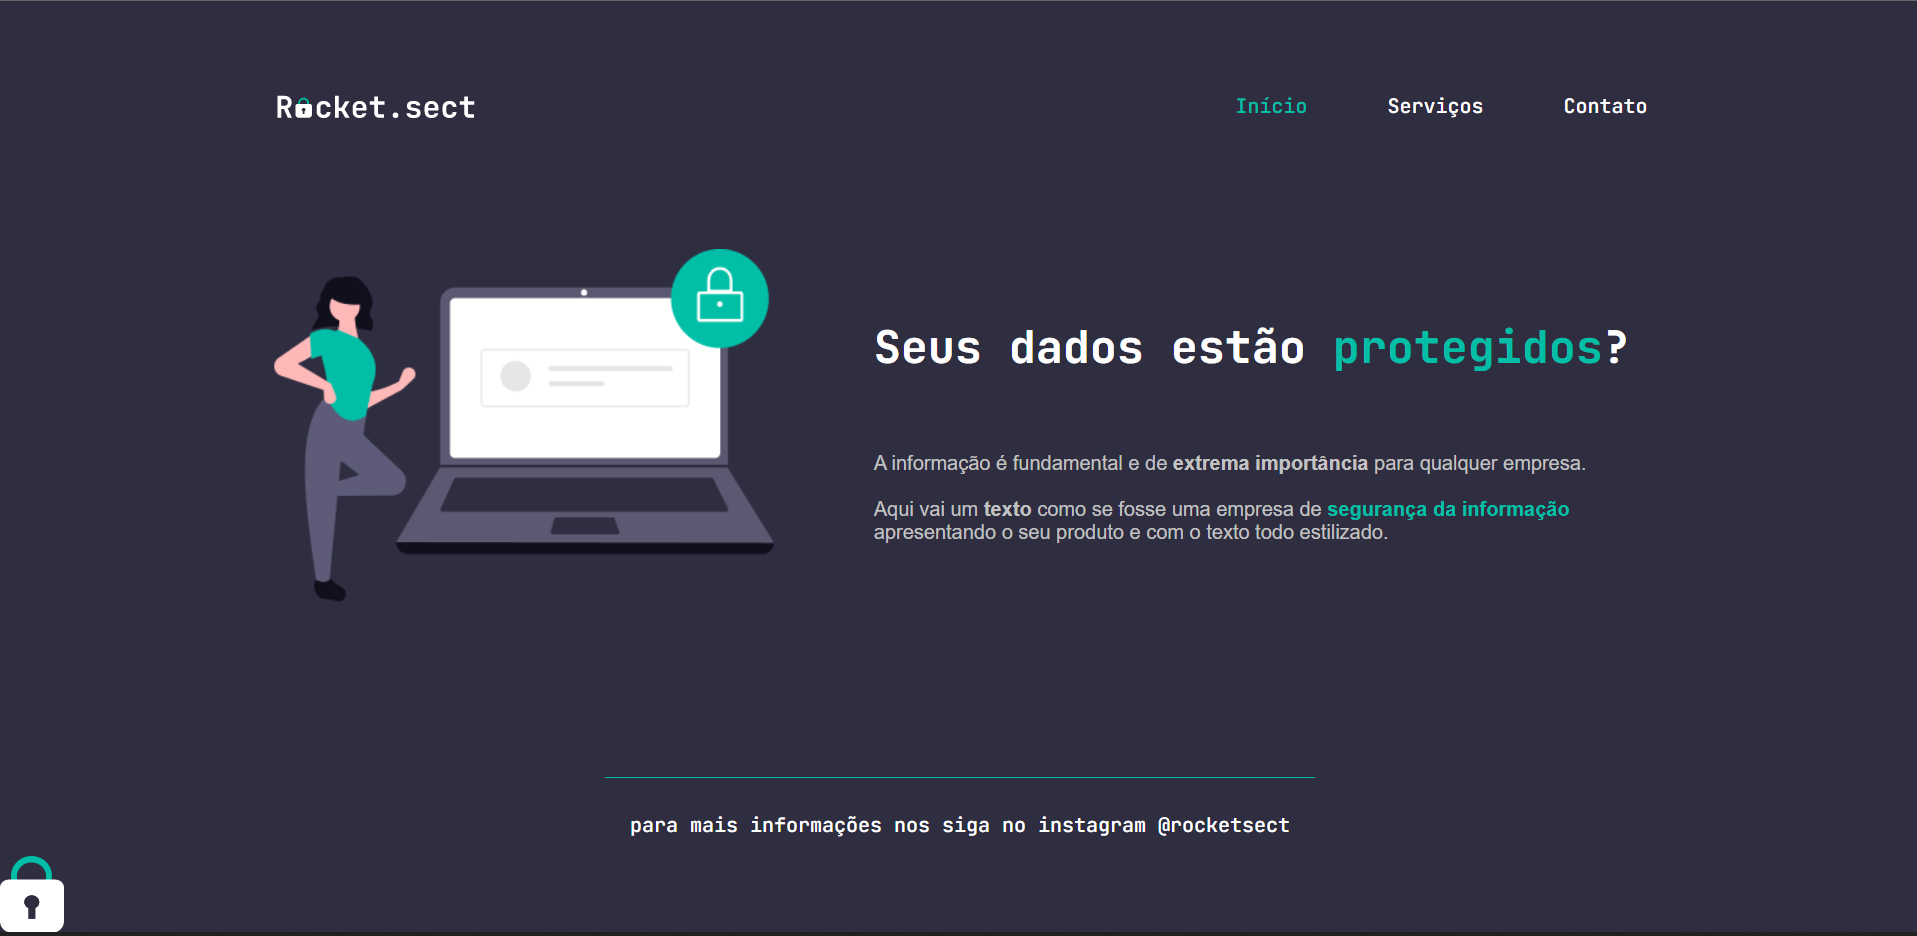 Rocket.sect
Início Serviços Contato
Seus dados estão protegidos?
A informação é fundamental e de extrema importância para qualquer empresa.
Aqui vai um texto como se fosse uma empresa de segurança da informação
apresentando o seu produto e com o texto todo estilizado.
para mais informações nos siga no instagram @rocketsect